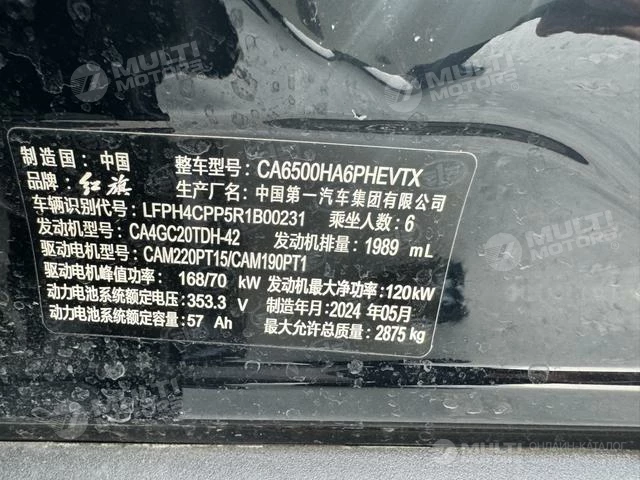 MULTI MOTORS
MULTI MOTORS
制造国：中国 整车型号：CA6500HA6PHEVTX
品牌：红旗 生产厂名：中国第一汽车集团有限公司
车辆识别代号：LFPH4CPP5R1B00231 乘坐人数：6
发动机型号：CA4GC20TDH-42 发动机排量：1989 mL
驱动电机型号：CAM220PT15/CAM190PT1
驱动电机峰值功率：168/70 kW 发动机最大净功率：120kW
动力电池系统额定电压：353.3 V 制造年月：2024 年05月
动力电池系统额定容量：57 Ah 最大允许总质量：2875kg
MULTI MOTORS
MULTI MOTORS
MULTI
ОНЛАЙН-КАТАЛОГ